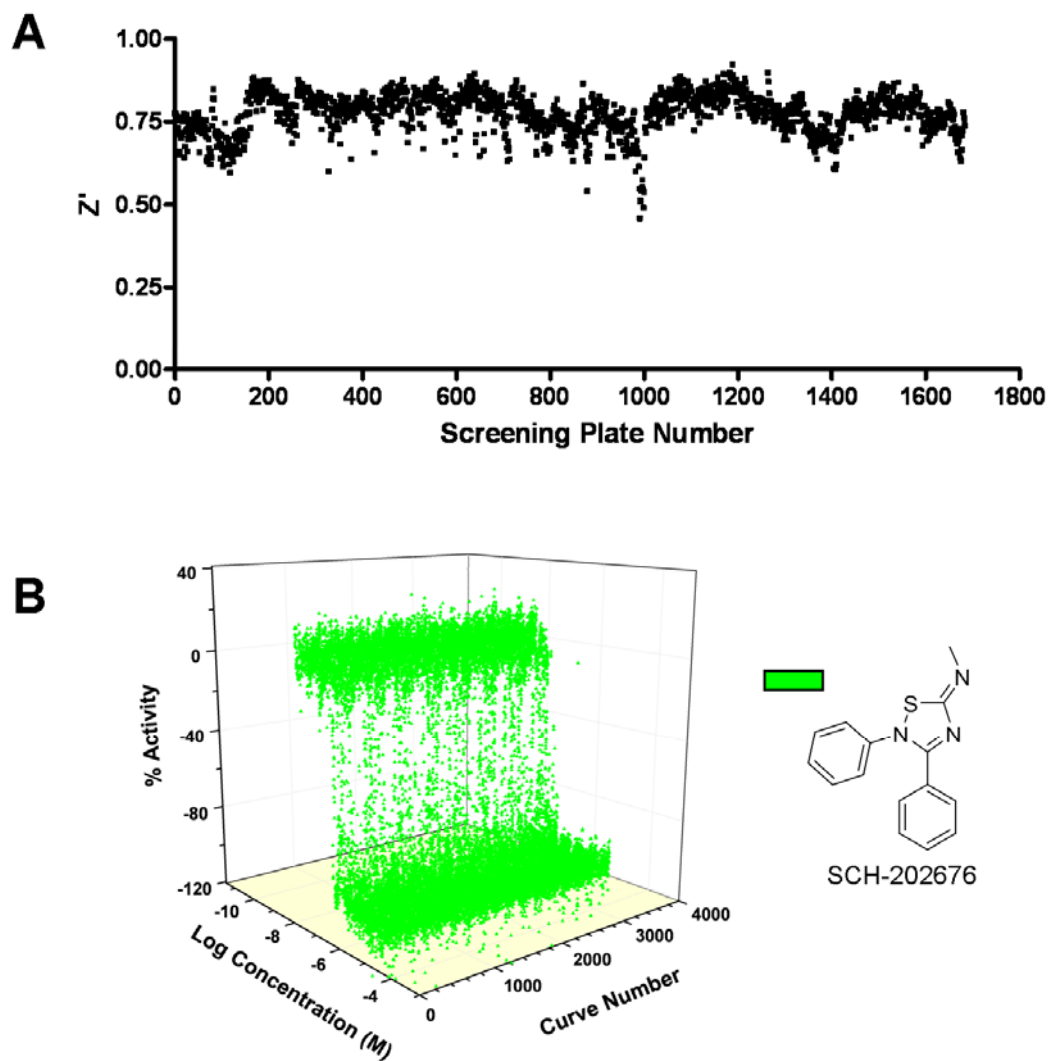 A
1.00
0.75
0.50
0.25
0.00
Z'
0 200 400 600 800 1000 1200 1400 1600 1800
Screening Plate Number
B
40
0
-40
-80
-120
% Activity
-10
-8
-6
-4
Log Concentration (M)
0
1000
2000
3000
4000
Curve Number
N
S
N
N
SCH-202676